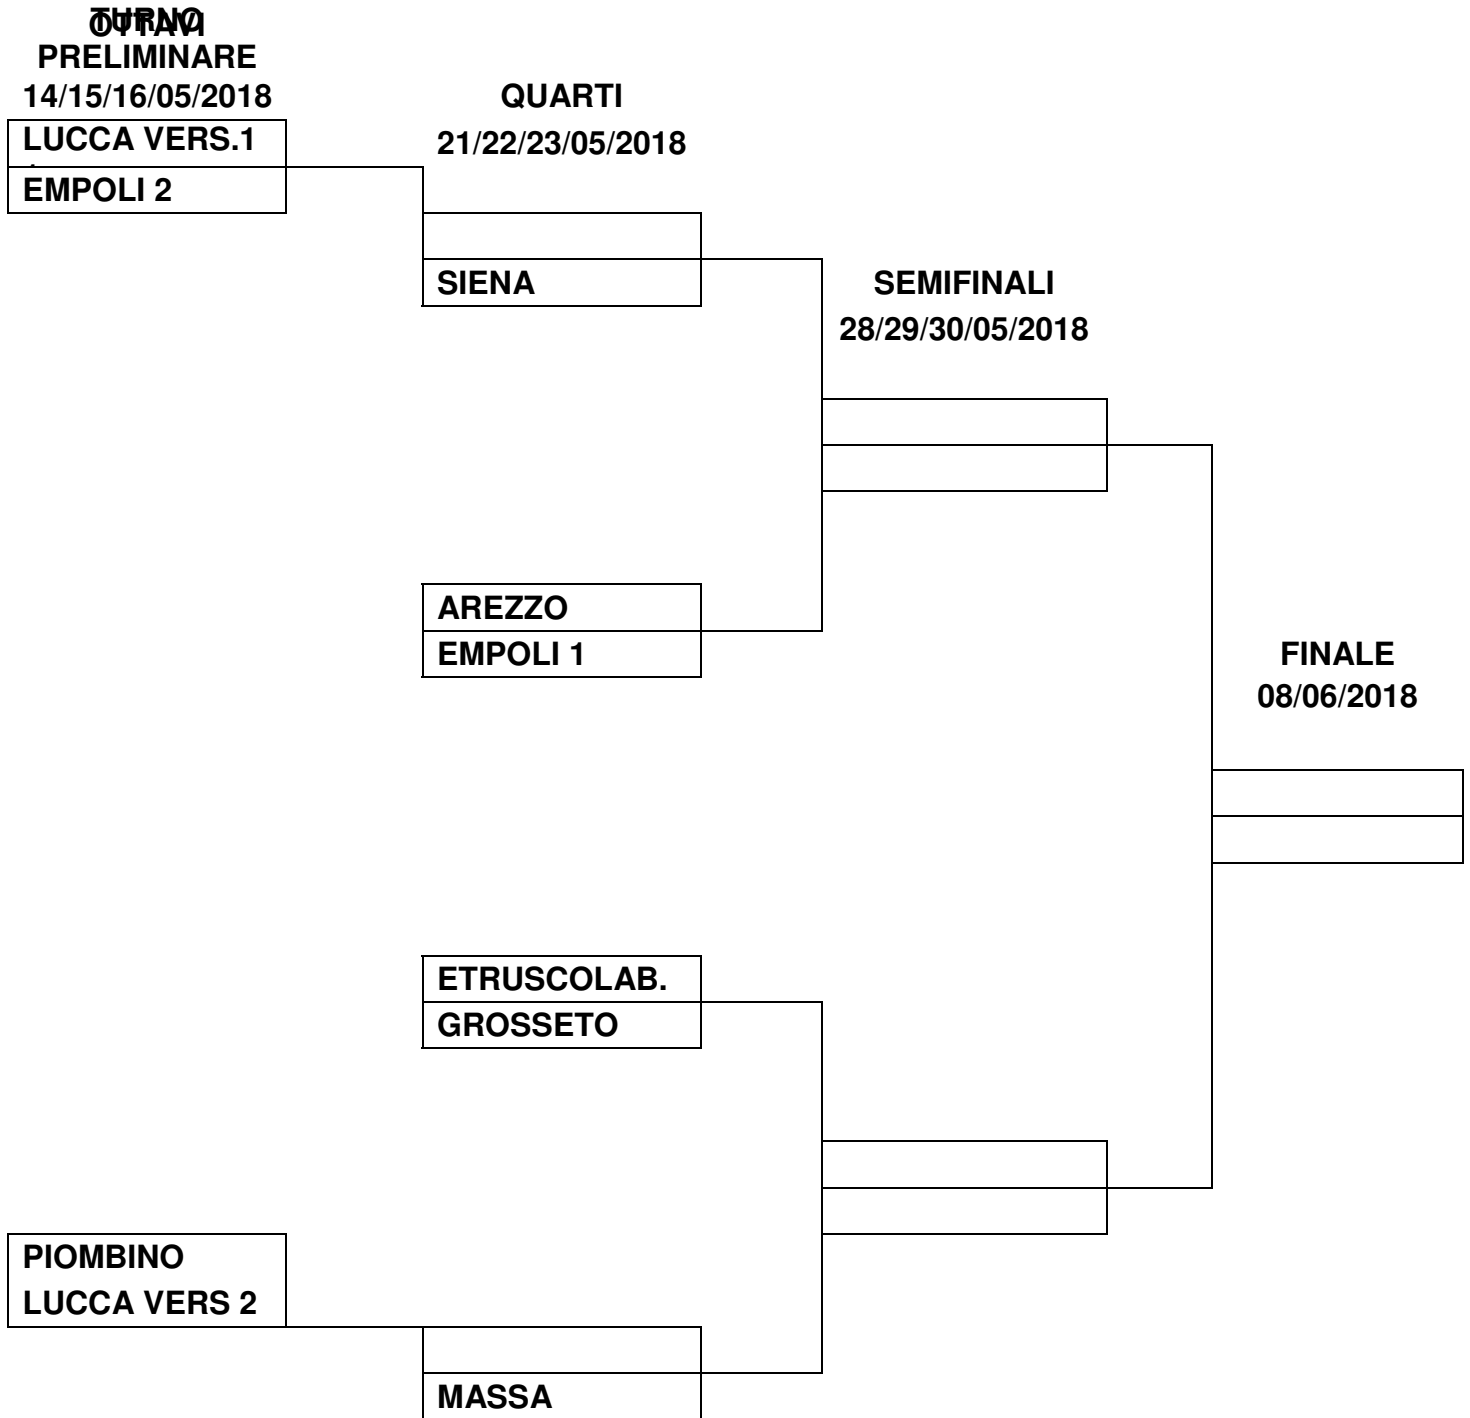 TURNO
OTTAVI
PRELIMINARE
14/15/16/05/2018
LUCCA VERS.1
EMPOLI 2
QUARTI
21/22/23/05/2018
SIENA
SEMIFINALI
28/29/30/05/2018
AREZZO
EMPOLI 1
FINALE
08/06/2018
ETRUSCOLAB.
GROSSETO
PIOMBINO
LUCCA VERS 2
MASSA